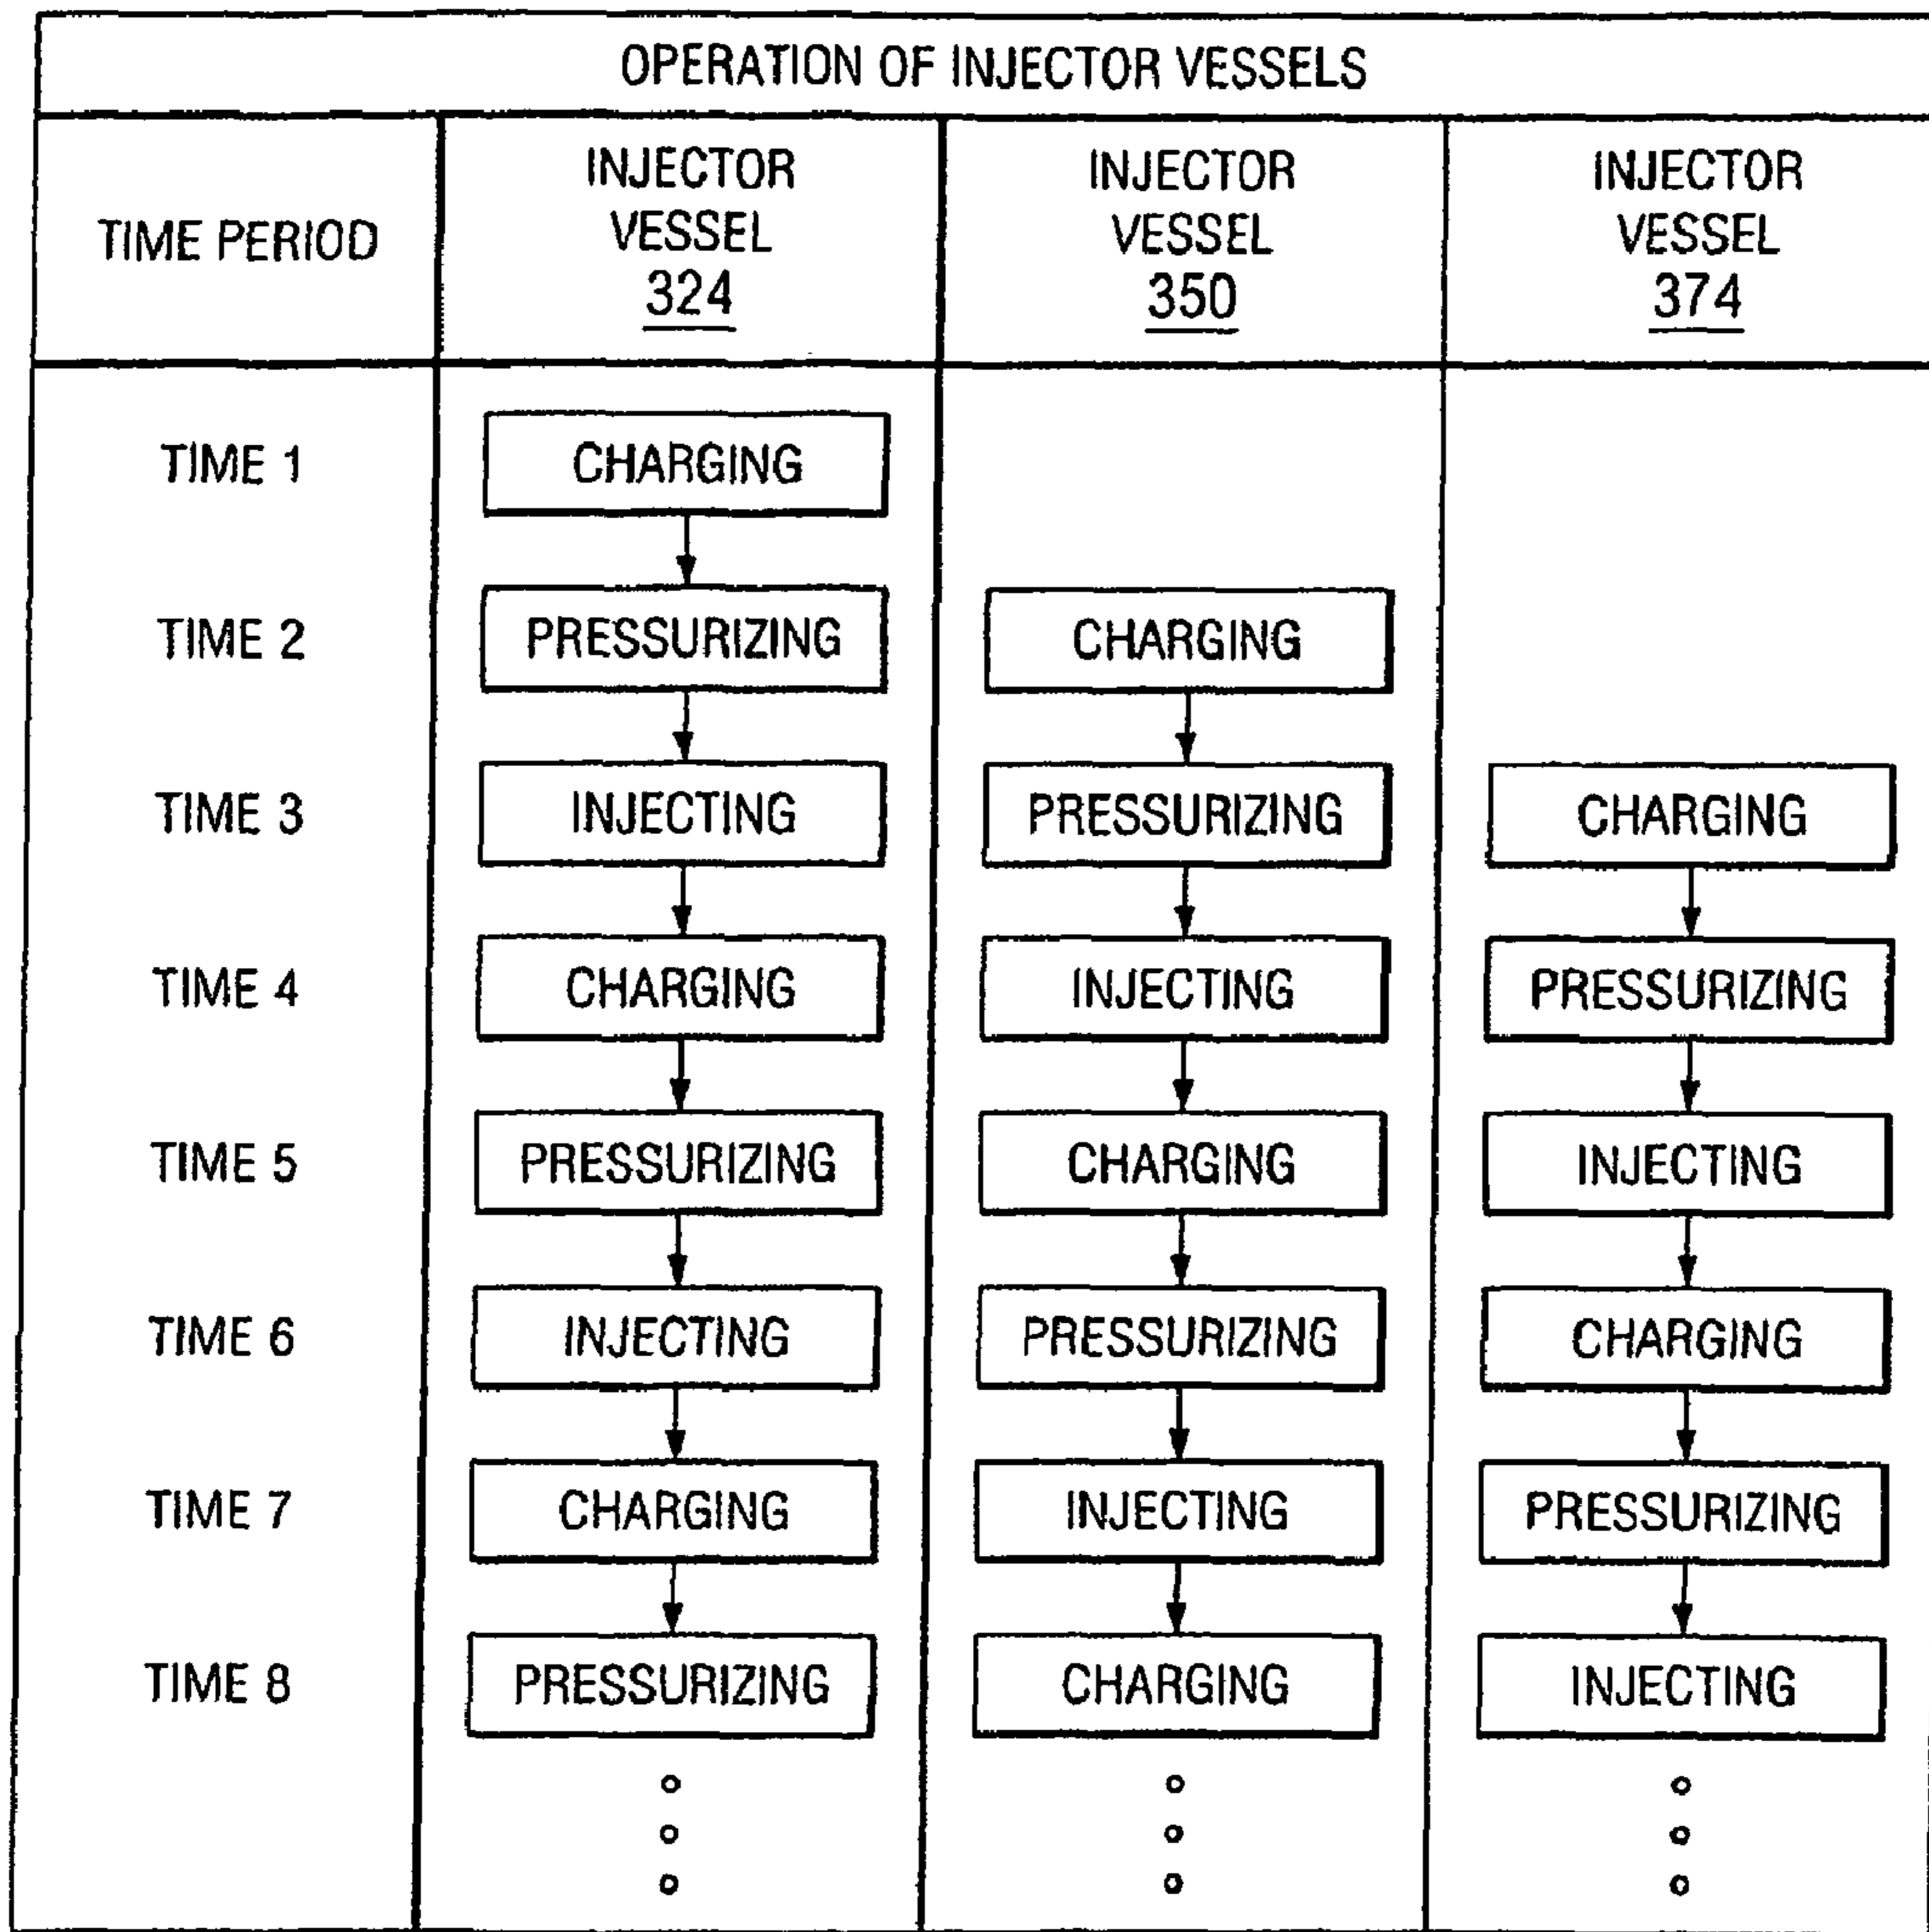 OPERATION OF INJECTOR VESSELS
TIME PERIOD
INJECTOR
VESSEL
324
INJECTOR
VESSEL
350
INJECTOR
VESSEL
374
TIME 1
CHARGING
TIME 2
PRESSURIZING
CHARGING
TIME 3
INJECTING
PRESSURIZING
CHARGING
TIME 4
CHARGING
INJECTING
PRESSURIZING
TIME 5
PRESSURIZING
CHARGING
INJECTING
TIME 6
INJECTING
PRESSURIZING
CHARGING
TIME 7
CHARGING
INJECTING
PRESSURIZING
TIME 8
PRESSURIZING
CHARGING
INJECTING